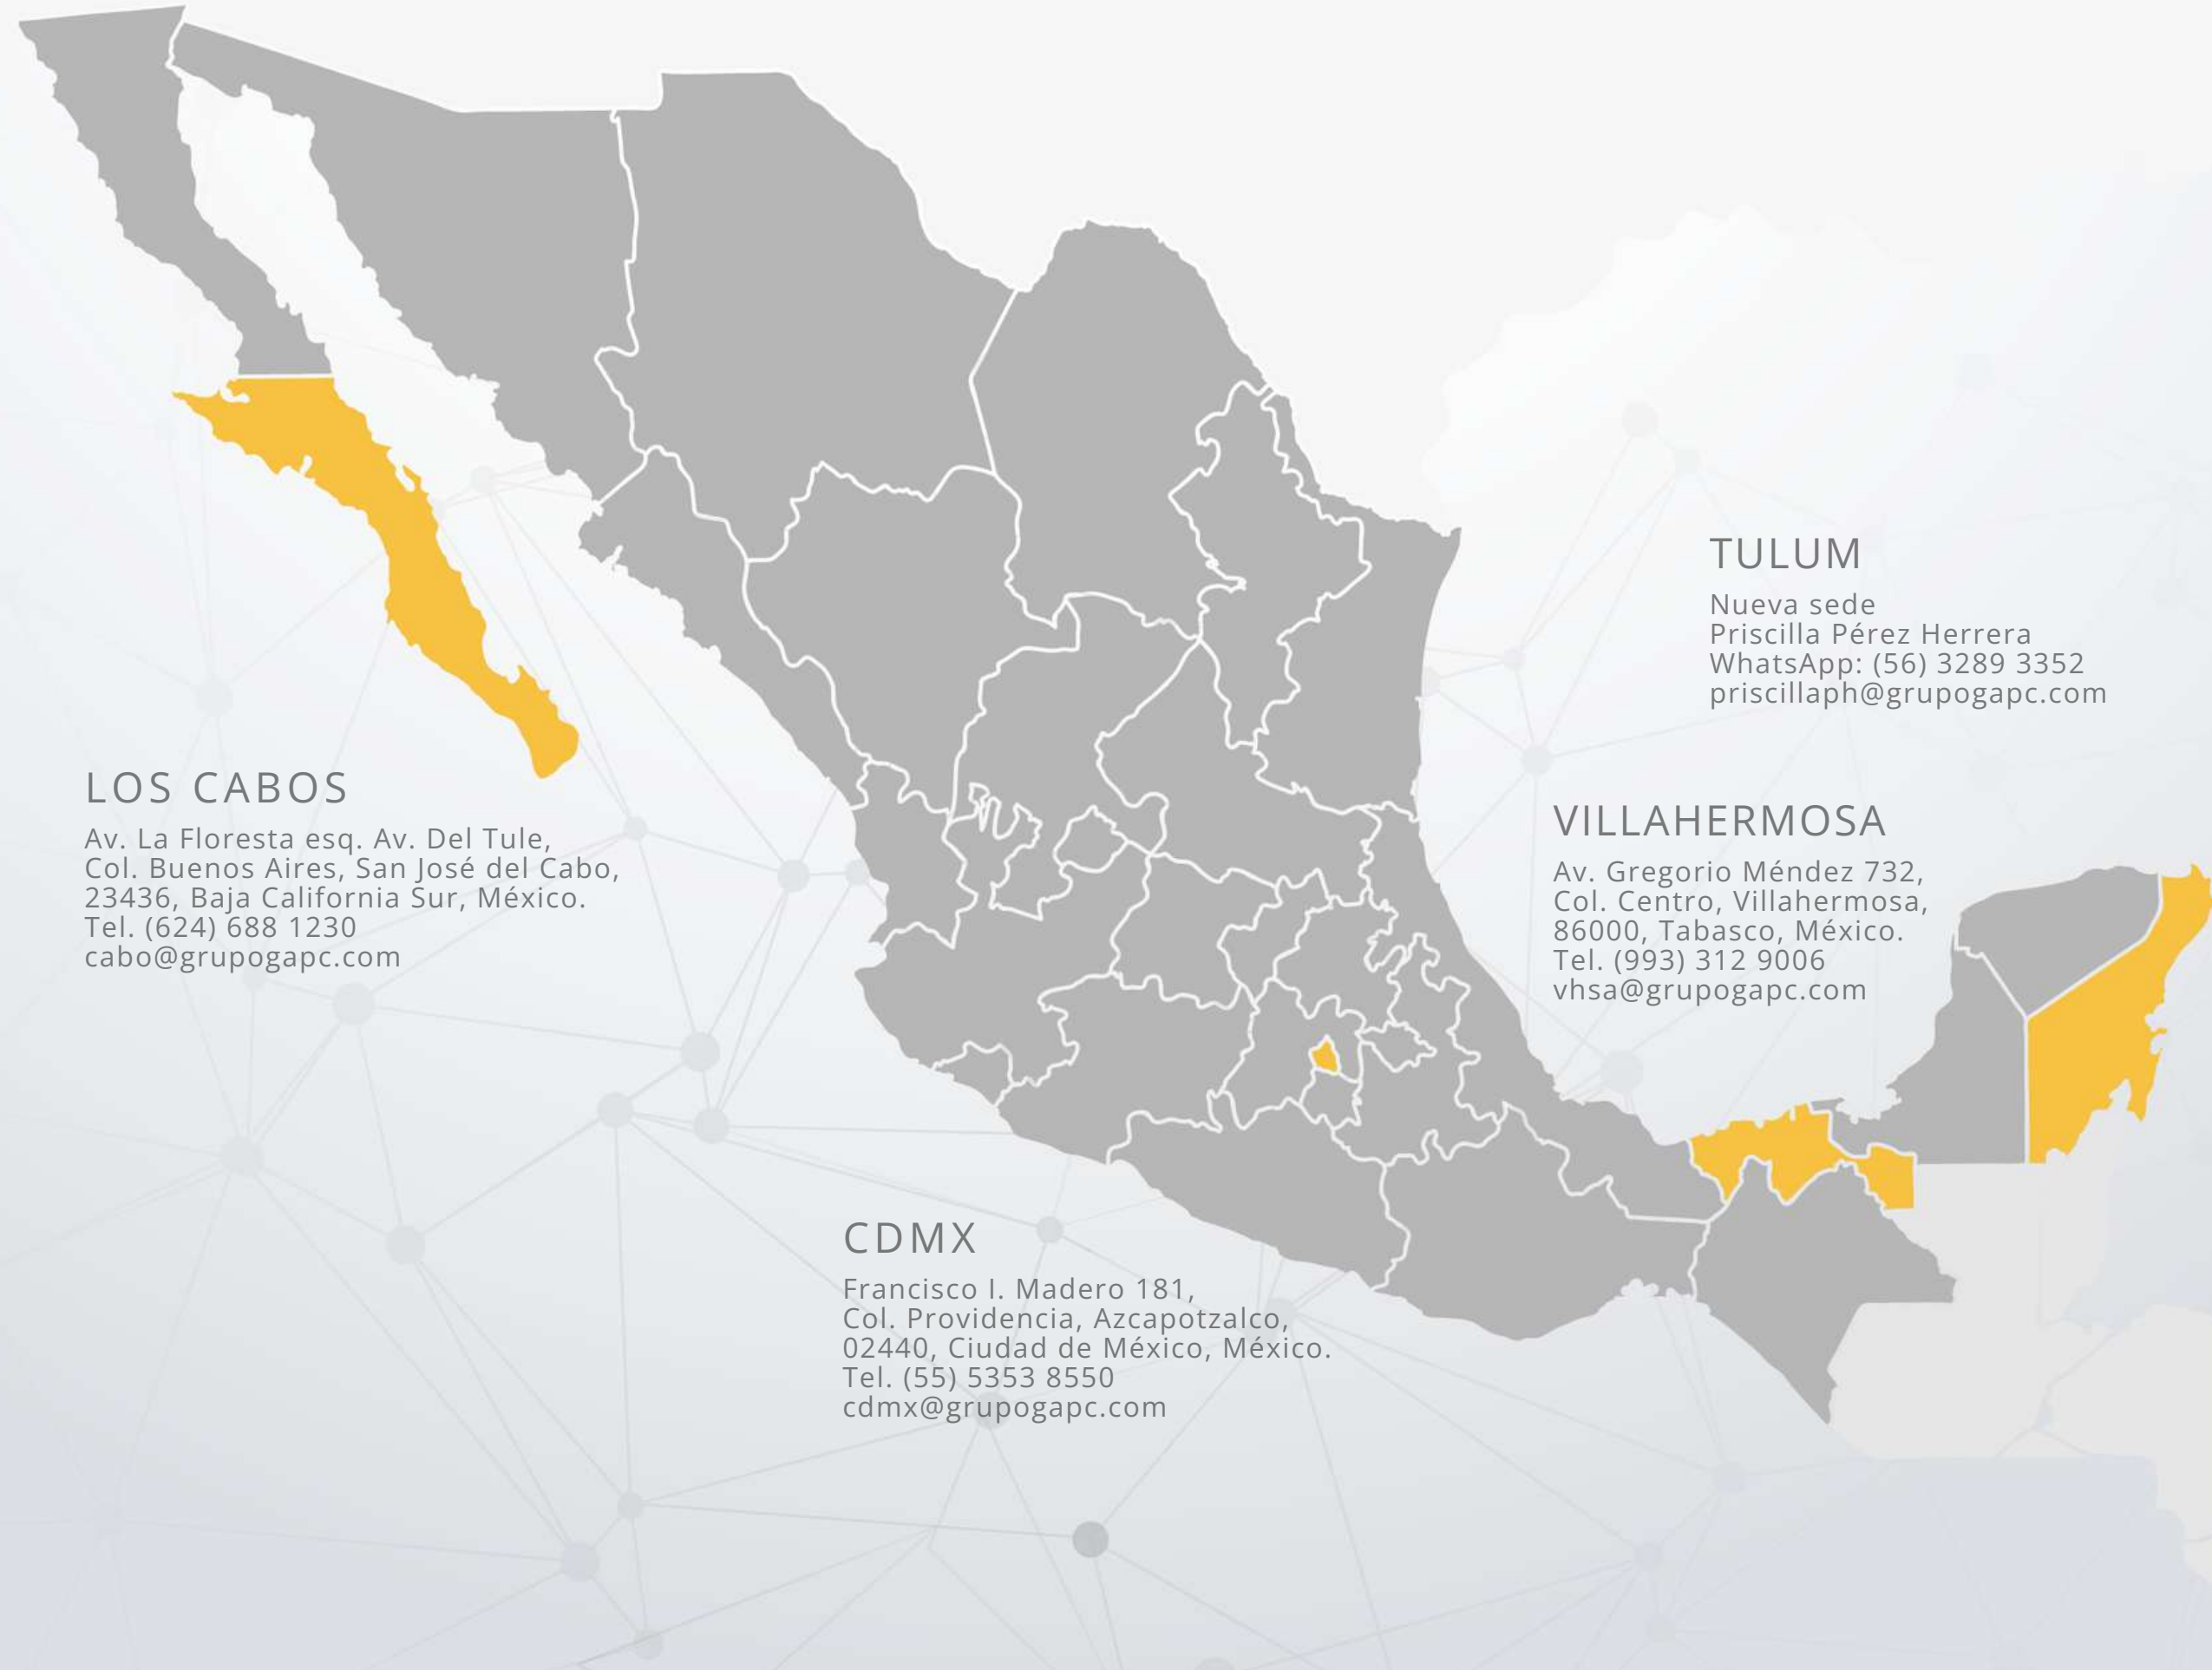 TULUM
Nueva sede
Priscilla Pérez Herrera
WhatsApp: (56) 3289 3352
priscillaph@grupogapc.com
LOS CABOS
Av. La Floresta esq. Av. Del Tule,
Col. Buenos Aires, San José del Cabo,
23436, Baja California Sur, México.
Tel. (624) 688 1230
cabo@grupogapc.com
VILLAHERMOSA
Av. Gregorio Méndez 732,
Col. Centro, Villahermosa,
86000, Tabasco, México.
Tel. (993) 312 9006
vhsa@grupogapc.com
CDMX
Francisco I. Madero 181,
Col. Providencia, Azcapotzalco,
02440, Ciudad de México, México.
Tel. (55) 5353 8550
cdmx@grupogapc.com